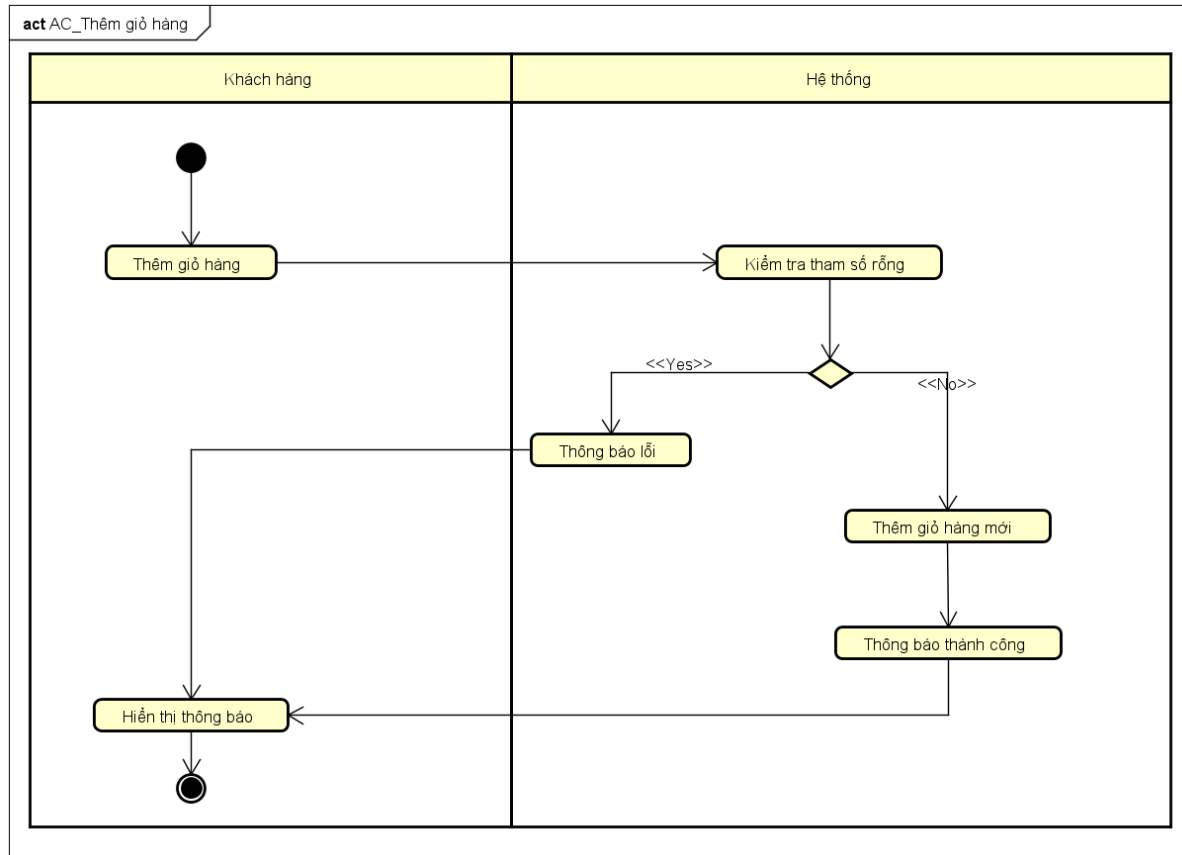 act AC_Thêm giỏ hàng
Khách hàng
Hệ thống
Thêm giỏ hàng
Kiểm tra tham số rỗng
<<Yes>>
<<No>>
Thông báo lỗi
Thêm giỏ hàng mới
Thông báo thành công
Hiển thị thông báo